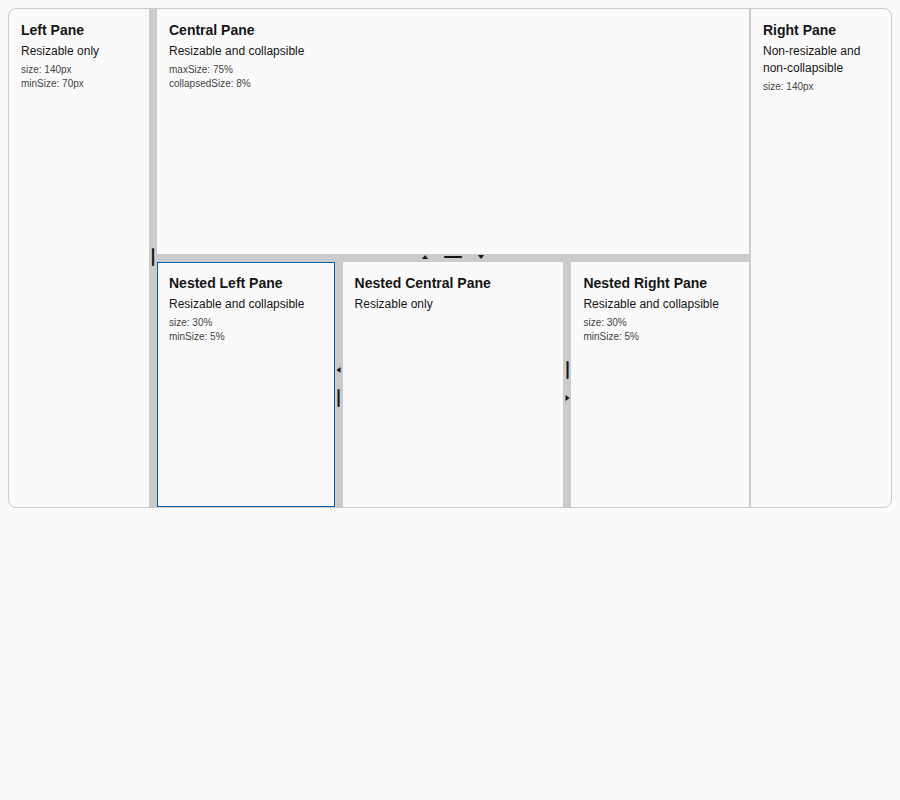 Left Pane
Resizable only
size: 140px
minSize: 70px
Central Pane
Resizable and collapsible
maxSize: 75%
collapsedSize: 8%
Right Pane
Non-resizable and
non-collapsible
size: 140px
Nested Left Pane
Resizable and collapsible
size: 30%
minSize: 5%
Nested Central Pane
Resizable only
Nested Right Pane
Resizable and collapsible
size: 30%
minSize: 5%